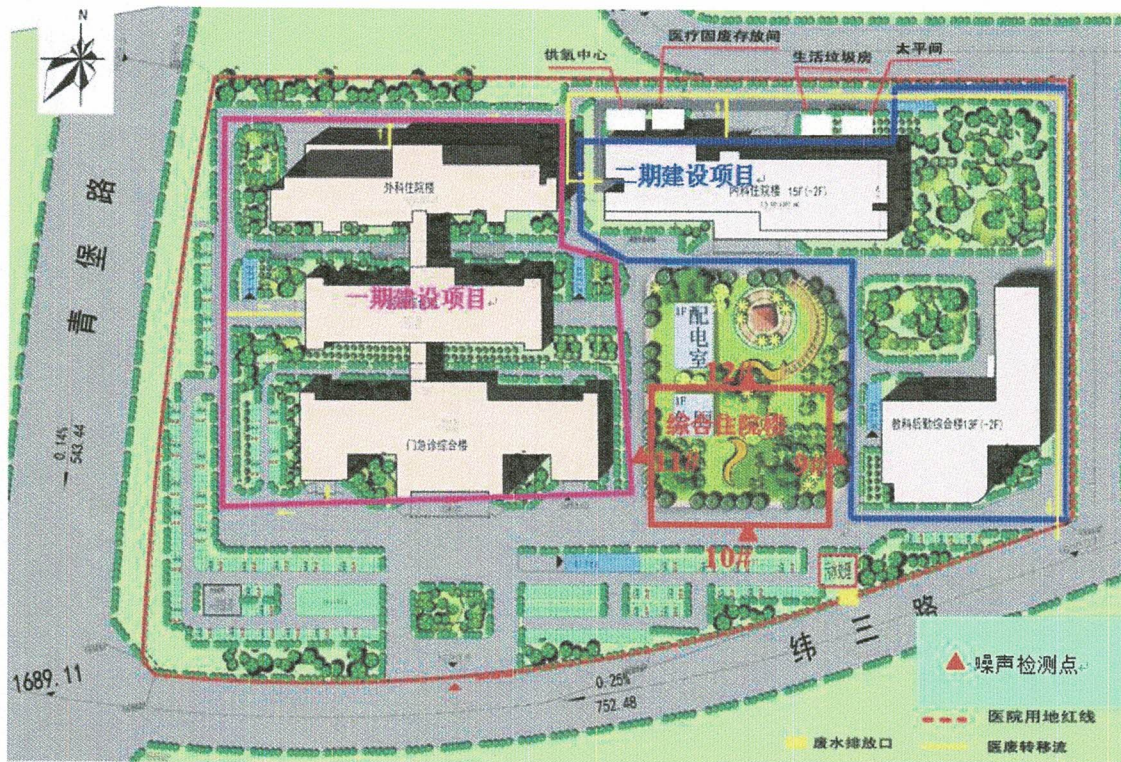 N
医疗固废存放间
供氧中心
生活垃圾房
太平间
外科住院楼
二期建设项目
内科住院楼 15F(-2F)
青堡路
一期建设项目
1F
配电室
12#
1F
综合住院楼
11#
9#
教科后勤综合楼13F(-2F)
门急诊综合楼
0.14%
543.44
10#
污水处理
纬三路
1689.11
0.25%
752.48
噪声检测点
医院用地红线
废水排放口
医废转移流